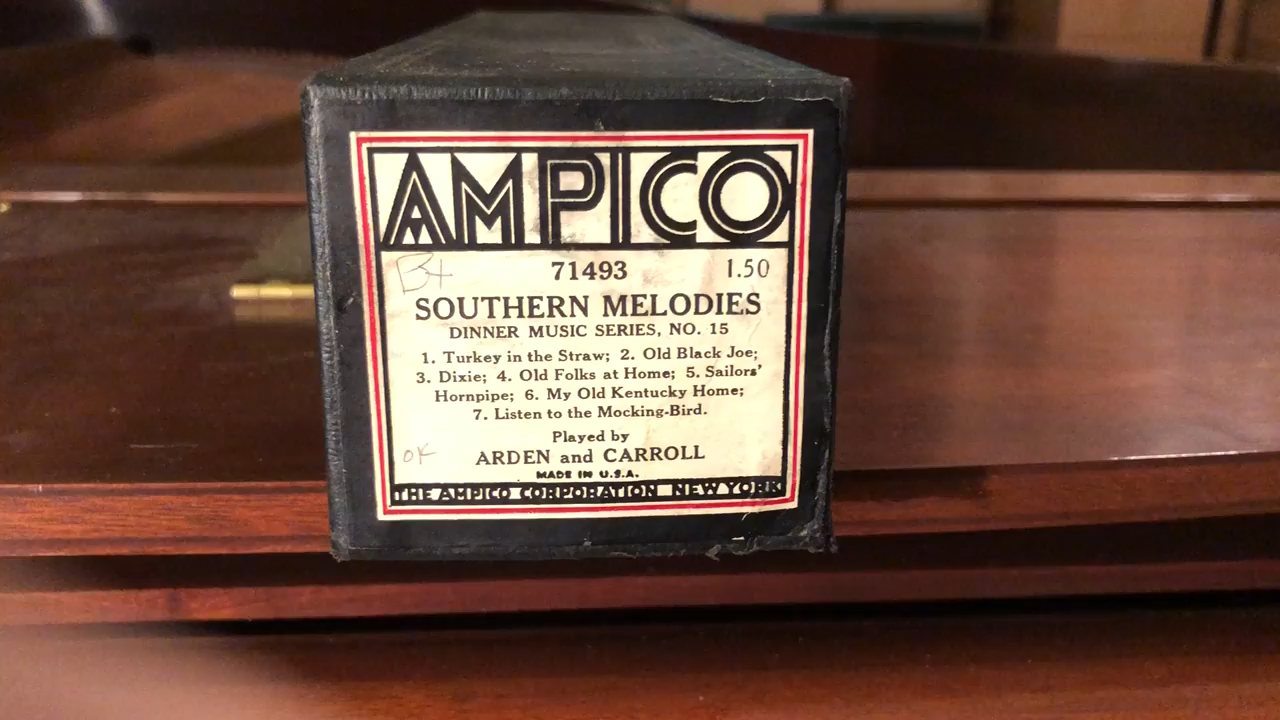 AMPICO
B+ 71493 1.50
SOUTHERN MELODIES
DINNER MUSIC SERIES, NO. 15
1. Turkey in the Straw; 2. Old Black Joe;
3. Dixie; 4. Old Folks at Home; 5. Sailors'
Hornpipe; 6. My Old Kentucky Home;
7. Listen to the Mocking-Bird.
Played by
OK ARDEN and CARROLL
MADE IN U.S.A.
THE AMPICO CORPORATION NEW YORK